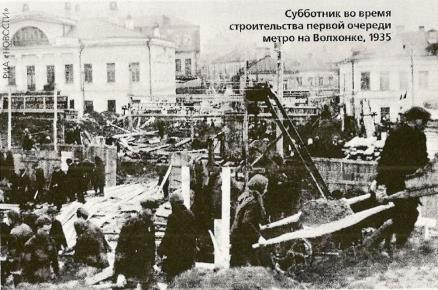 Субботник во время
строительства первой очереди
метро на Волхонке, 1935
РИА «НОВОСТИ»